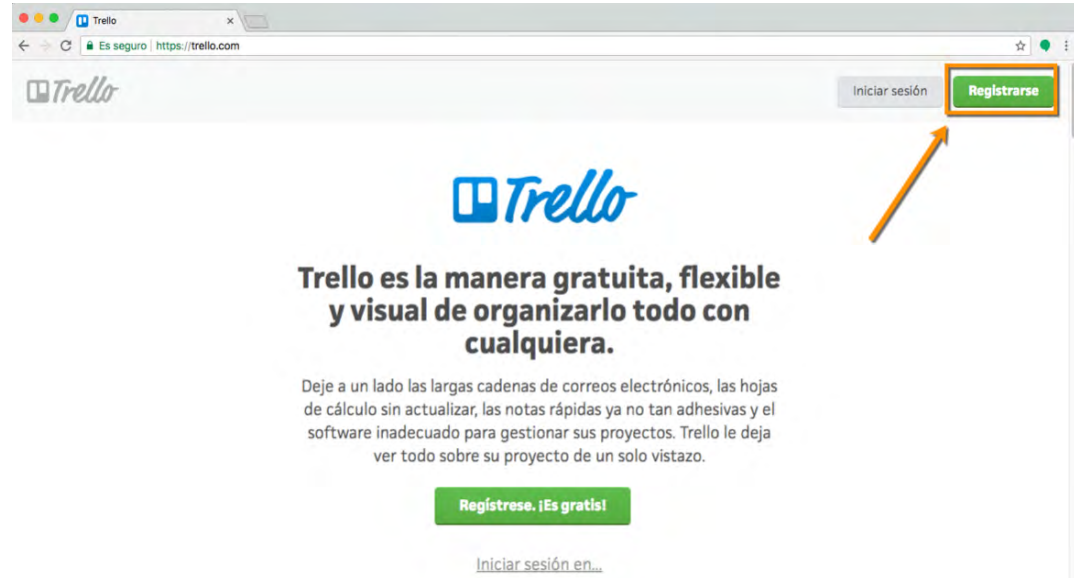 Trello
Es seguro | https://trello.com
Trello
Iniciar sesión
Registrarse
Trello
Trello es la manera gratuita, flexible
y visual de organizarlo todo con
cualquiera.
Deje a un lado las largas cadenas de correos electrónicos, las hojas
de cálculo sin actualizar, las notas rápidas ya no tan adhesivas y el
software inadecuado para gestionar sus proyectos. Trello le deja
ver todo sobre su proyecto de un solo vistazo.
Regístrese. ¡Es gratis!
Iniciar sesión en...